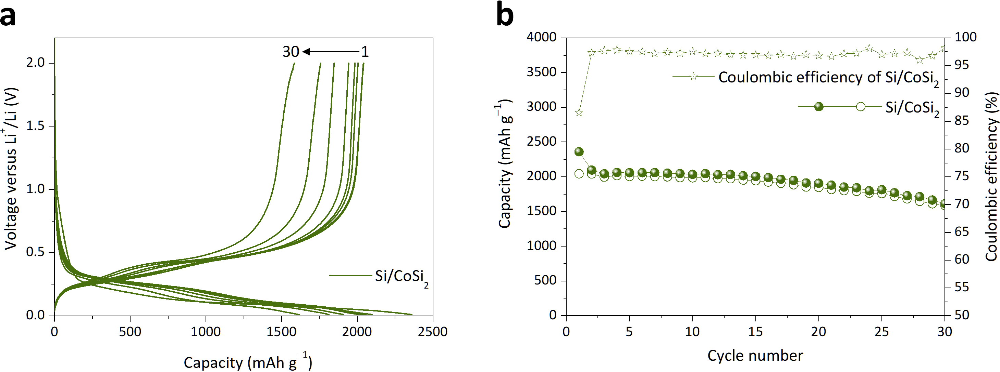 a
30 1
2.0
1.5
1.0
0.5
0.0
0 500 1000 1500 2000 2500
Voltage versus Li⁺/Li (V)
Capacity (mAh g⁻¹)
Si/CoSi₂
b
4000
3500
3000
2500
2000
1500
1000
500
0
100
95
90
85
80
75
70
65
60
55
50
0 5 10 15 20 25 30
Capacity (mAh g⁻¹)
Coulombic efficiency (%)
Cycle number
Coulombic efficiency of Si/CoSi₂
Si/CoSi₂